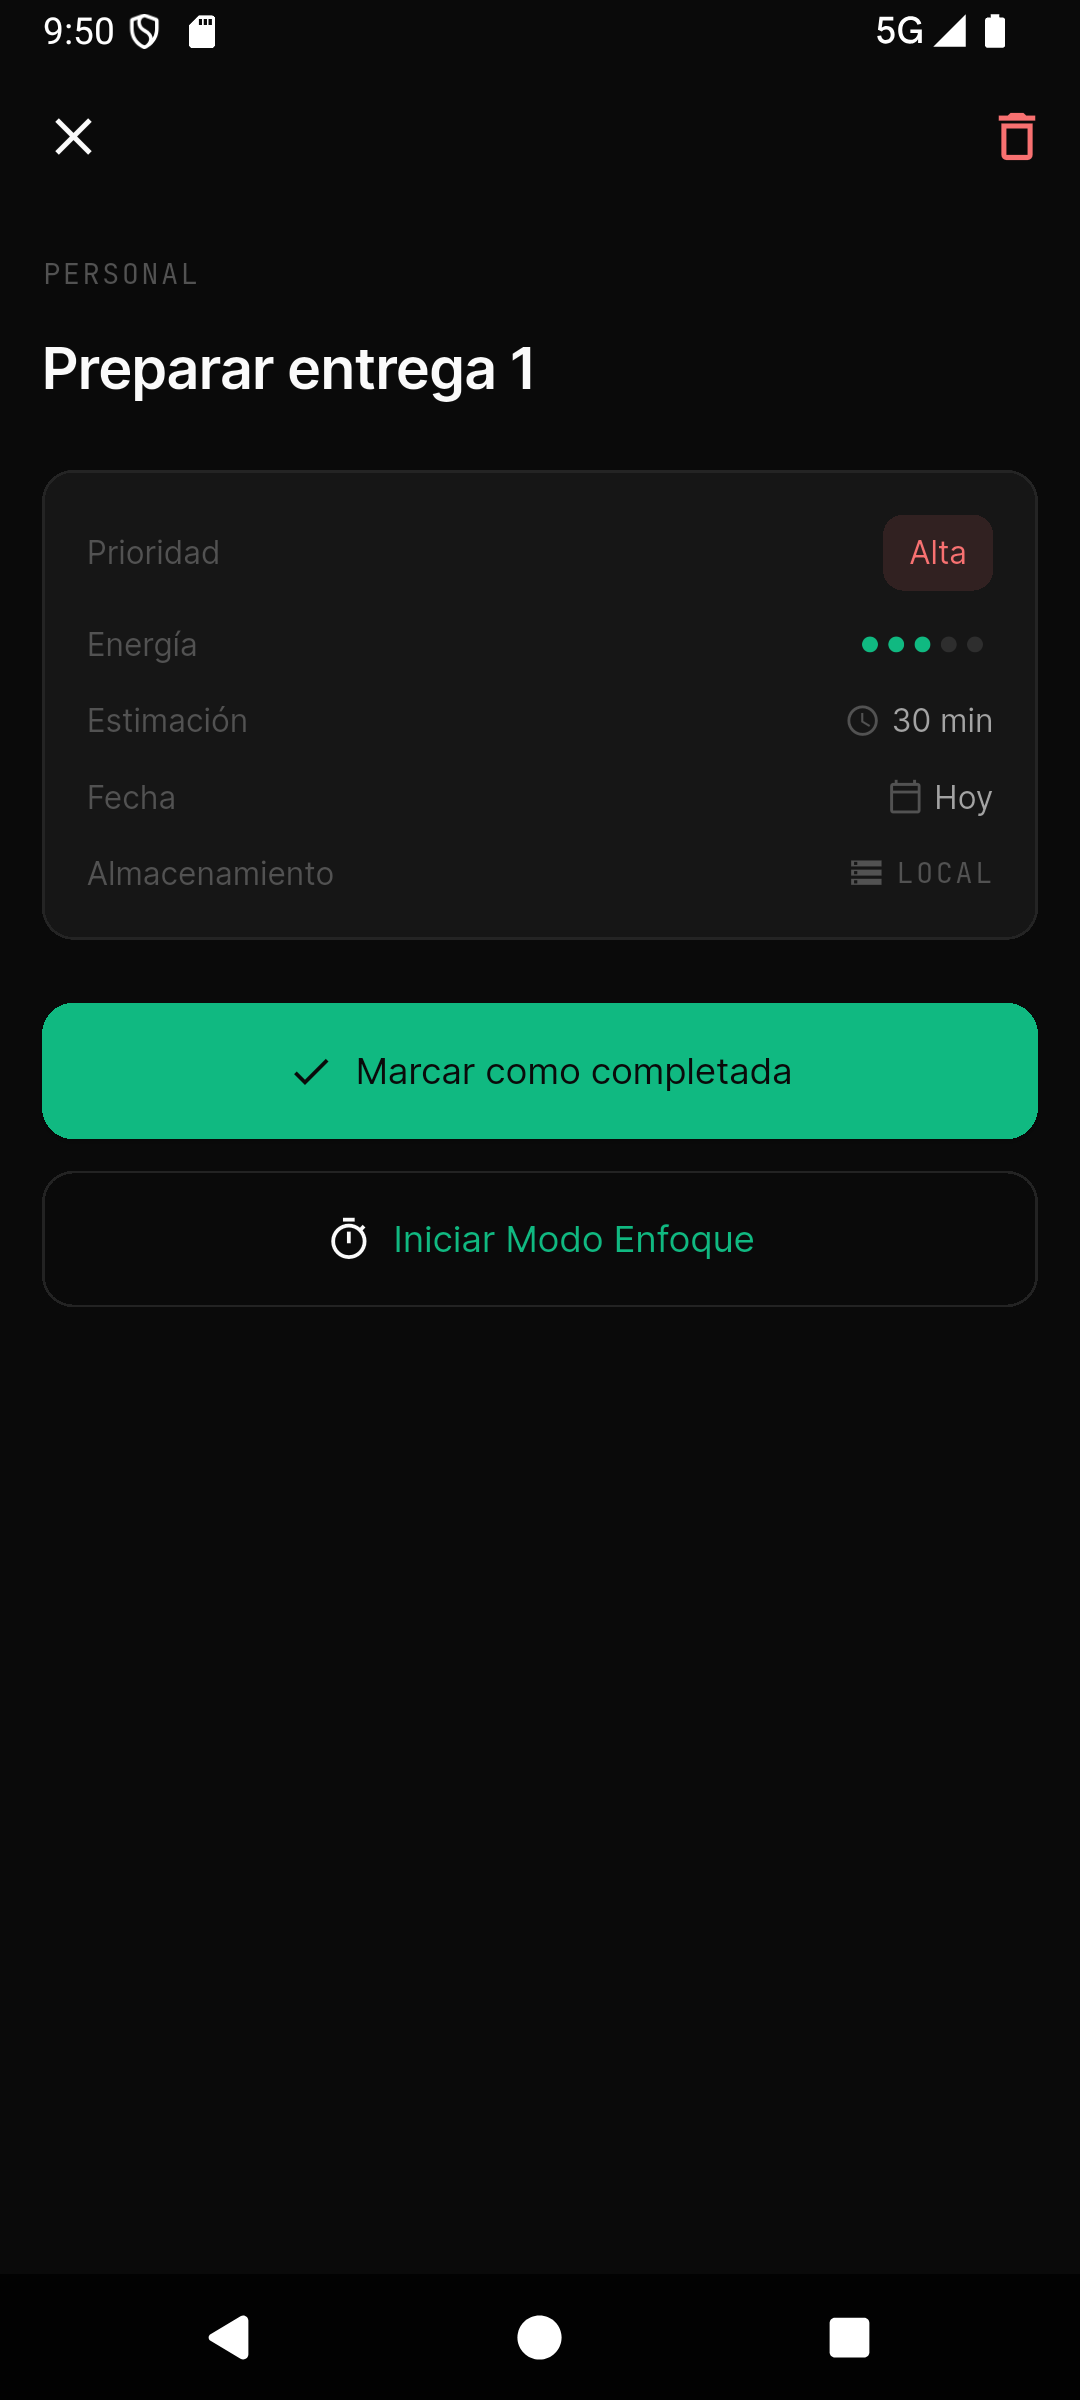 9:50
5G
PERSONAL
Preparar entrega 1
Prioridad Alta
Energía
Estimación 30 min
Fecha Hoy
Almacenamiento LOCAL
Marcar como completada
Iniciar Modo Enfoque